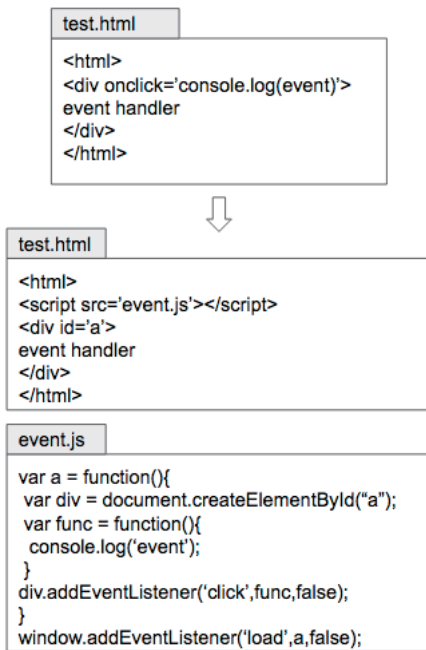 test.html
<html>
<div onclick=’console.log(event)’>
event handler
</div>
</html>
test.html
<html>
<script src=’event.js’></script>
<div id=’a’>
event handler
</div>
</html>
event.js
var a = function(){
var div = document.createElementById(“a”);
var func = function(){
console.log(‘event’);
}
div.addEventListener(‘click’,func,false);
}
window.addEventListener(‘load’,a,false);